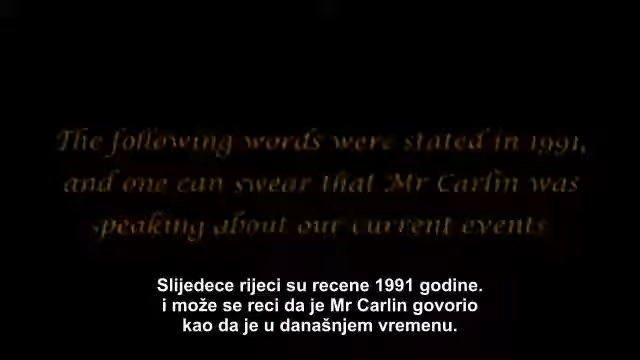 The following words were stated in 1991,
and one can swear that Mr Carlin was
speaking about our current events
Slijedece rijeci su recene 1991 godine.
i može se reci da je Mr Carlin govorio
kao da je u današnjem vremenu.